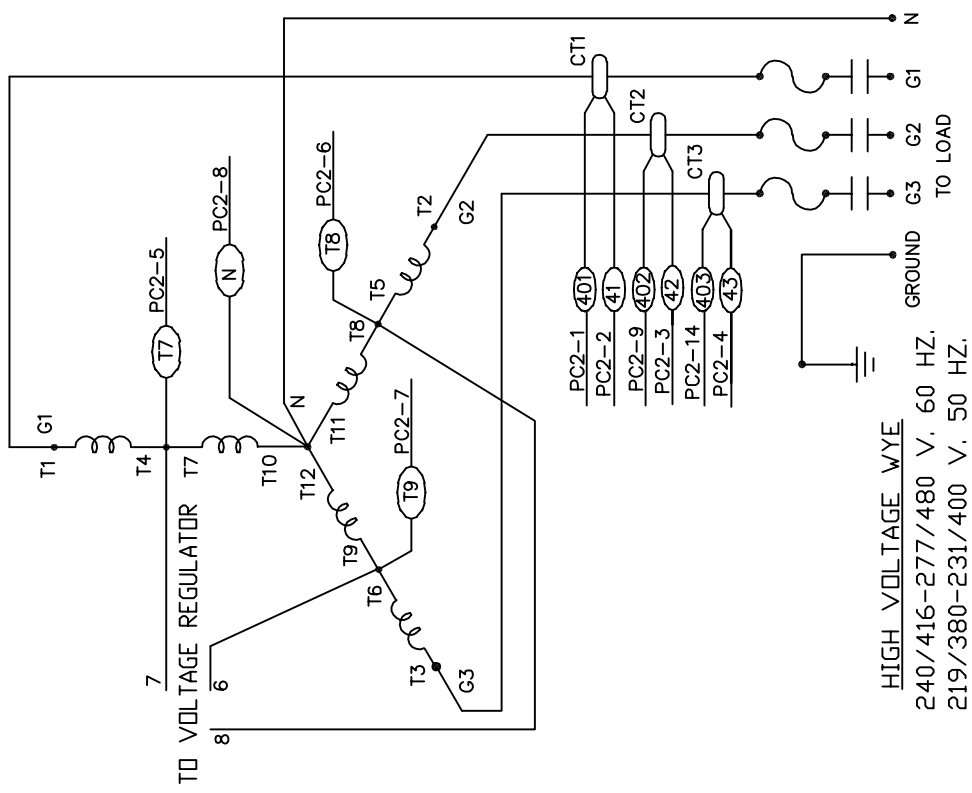 N
G1
G2
G3
TO LOAD
GROUND
CT1
CT2
CT3
401
41
402
42
403
43
PC2-1
PC2-2
PC2-9
PC2-3
PC2-14
PC2-4
PC2-5
T7
PC2-8
N
PC2-6
T8
PC2-7
T9
T1
G1
T4
T7
T10
N
T12
T11
T8
T5
T2
G2
T9
T6
T3
G3
7
TO VOLTAGE REGULATOR
6
8
HIGH VOLTAGE WYE
240/416-277/480 V. 60 HZ.
219/380-231/400 V. 50 HZ.